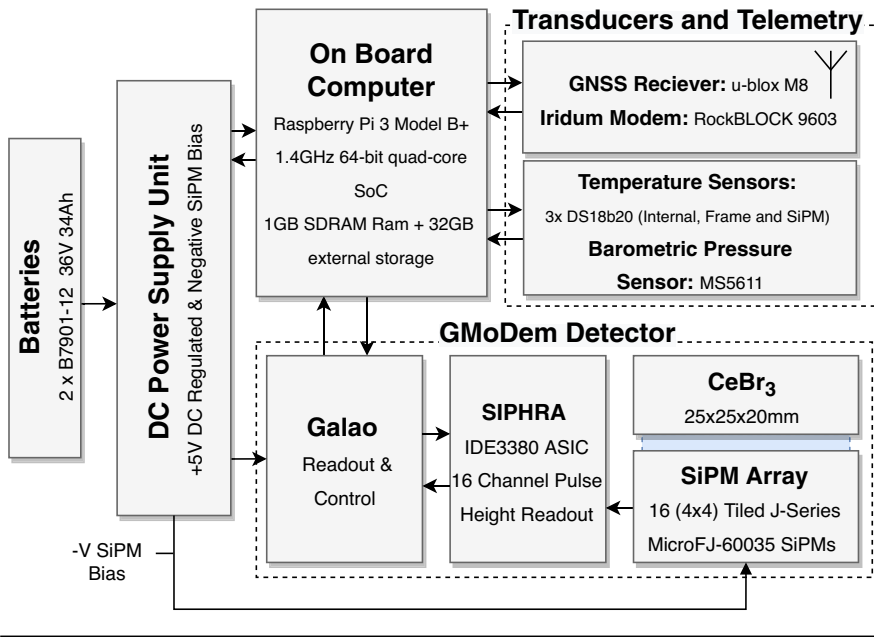 Batteries
2 x B7901-12 36V 34Ah
DC Power Supply Unit
+5V DC Regulated & Negative SiPM Bias
-V SiPM
Bias
On Board
Computer
Raspberry Pi 3 Model B+
1.4GHz 64-bit quad-core
SoC
1GB SDRAM Ram + 32GB
external storage
Transducers and Telemetry
GNSS Reciever: u-blox M8
Iridum Modem: RockBLOCK 9603
Temperature Sensors:
3x DS18b20 (Internal, Frame and SiPM)
Barometric Pressure
Sensor: MS5611
GMoDem Detector
Galao
Readout &
Control
SIPHRA
IDE3380 ASIC
16 Channel Pulse
Height Readout
CeBr₃
25x25x20mm
SiPM Array
16 (4x4) Tiled J-Series
MicroFJ-60035 SiPMs